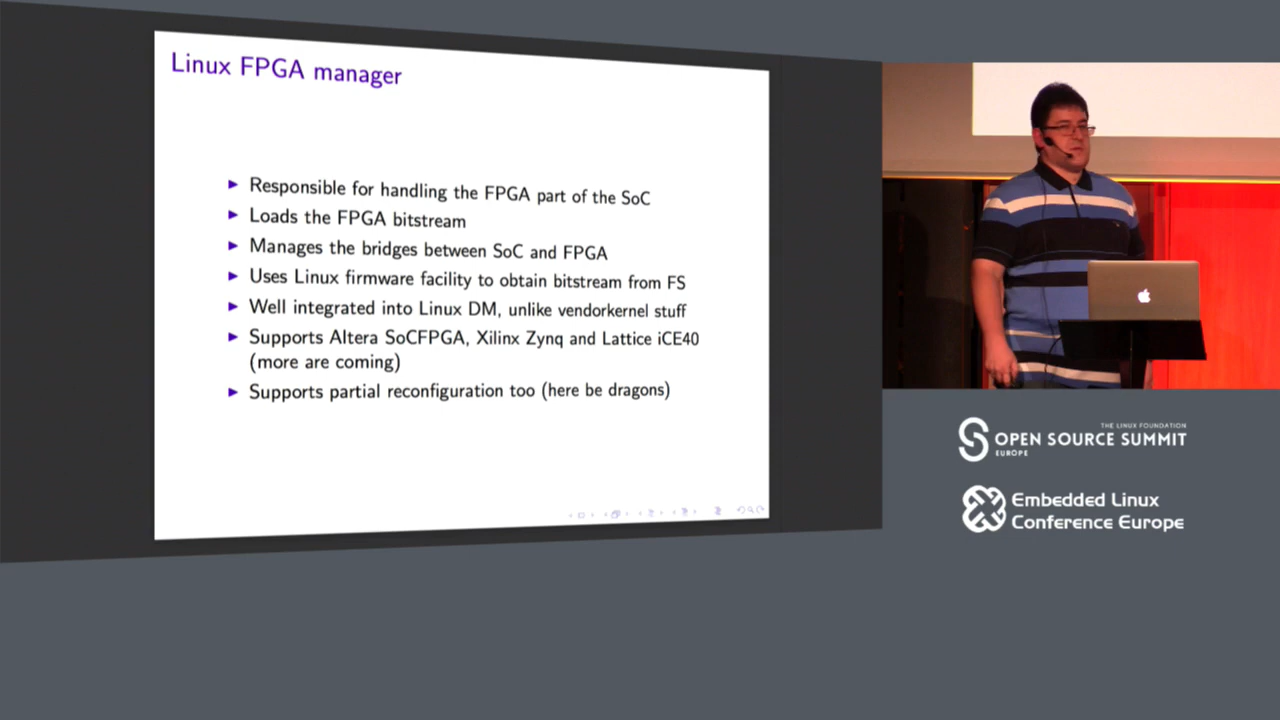 Linux FPGA manager
Responsible for handling the FPGA part of the SoC
Loads the FPGA bitstream
Manages the bridges between SoC and FPGA
Uses Linux firmware facility to obtain bitstream from FS
Well integrated into Linux DM, unlike vendorkernel stuff
Supports Altera SoCFPGA, Xilinx Zynq and Lattice iCE40
(more are coming)
Supports partial reconfiguration too (here be dragons)
THE LINUX FOUNDATION
OPEN SOURCE SUMMIT
EUROPE
Embedded Linux
Conference Europe